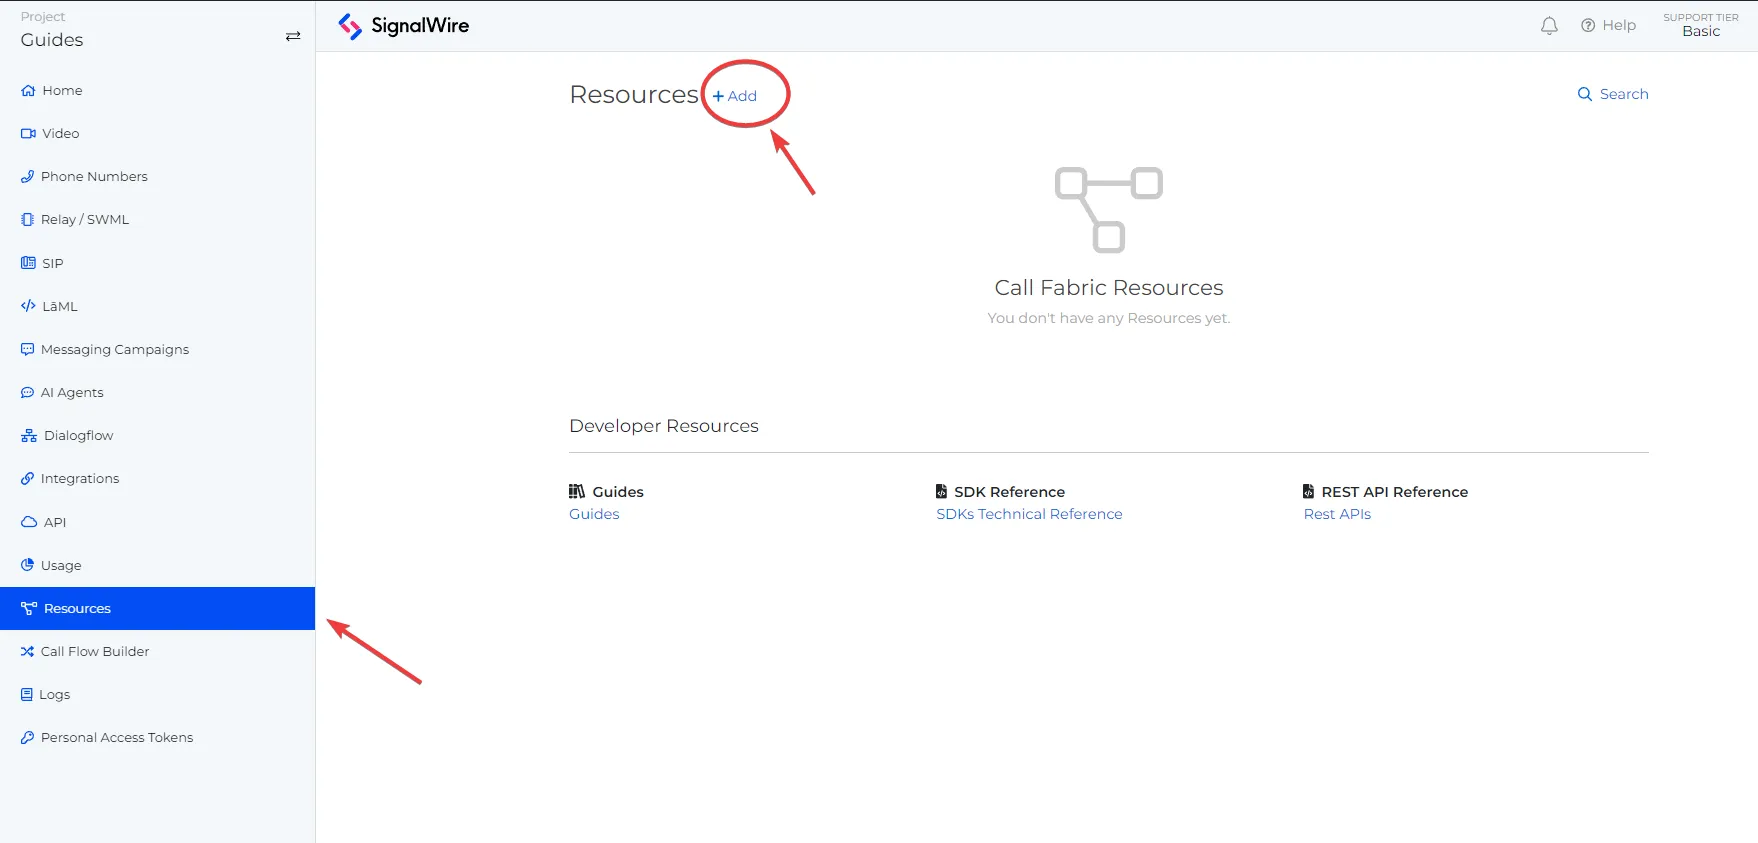 Project
Guides
Home
Video
Phone Numbers
Relay / SWML
SIP
LāML
Messaging Campaigns
AI Agents
Dialogflow
Integrations
API
Usage
Resources
Call Flow Builder
Logs
Personal Access Tokens
SignalWire
Help
SUPPORT TIER
Basic
Resources
+ Add
Search
Call Fabric Resources
You don't have any Resources yet.
Developer Resources
Guides
Guides
SDK Reference
SDKs Technical Reference
REST API Reference
Rest APIs